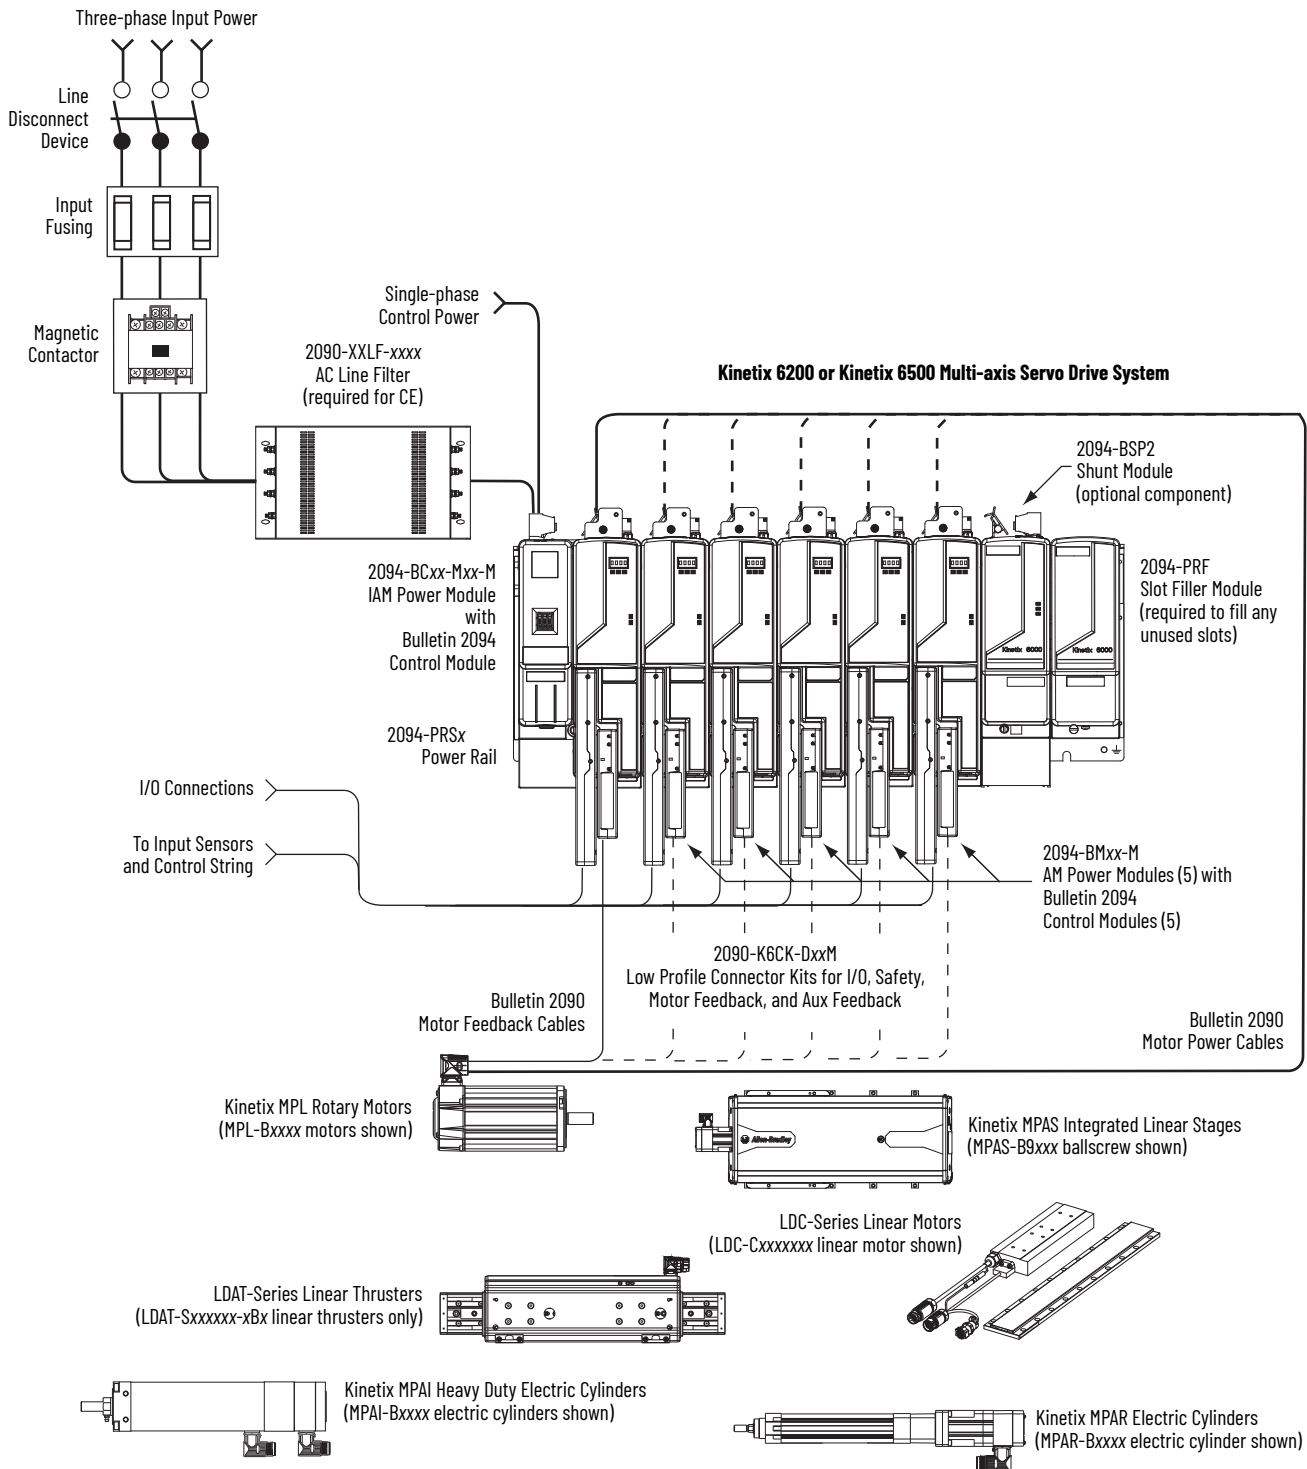 Three-phase Input Power
Line
Disconnect
Device
Input
Fusing
Magnetic
Contactor
Single-phase
Control Power
2090-XXLF-xxxx
AC Line Filter
(required for CE)
Kinetix 6200 or Kinetix 6500 Multi-axis Servo Drive System
2094-BSP2
Shunt Module
(optional component)
2094-BCxx-Mxx-M
IAM Power Module
with
Bulletin 2094
Control Module
2094-PRF
Slot Filler Module
(required to fill any
unused slots)
Kinetix 6000
Kinetix 6000
2094-PRSx
Power Rail
I/O Connections
To Input Sensors
and Control String
2094-BMxx-M
AM Power Modules (5) with
Bulletin 2094
Control Modules (5)
2090-K6CK-DxxM
Low Profile Connector Kits for I/O, Safety,
Motor Feedback, and Aux Feedback
Bulletin 2090
Motor Feedback Cables
Bulletin 2090
Motor Power Cables
Kinetix MPL Rotary Motors
(MPL-Bxxxx motors shown)
Allen-Bradley
Kinetix MPAS Integrated Linear Stages
(MPAS-B9xxx ballscrew shown)
LDC-Series Linear Motors
(LDC-Cxxxxxxx linear motor shown)
LDAT-Series Linear Thrusters
(LDAT-Sxxxxxx-xBx linear thrusters only)
Kinetix MPAI Heavy Duty Electric Cylinders
(MPAI-Bxxxx electric cylinders shown)
Kinetix MPAR Electric Cylinders
(MPAR-Bxxxx electric cylinder shown)